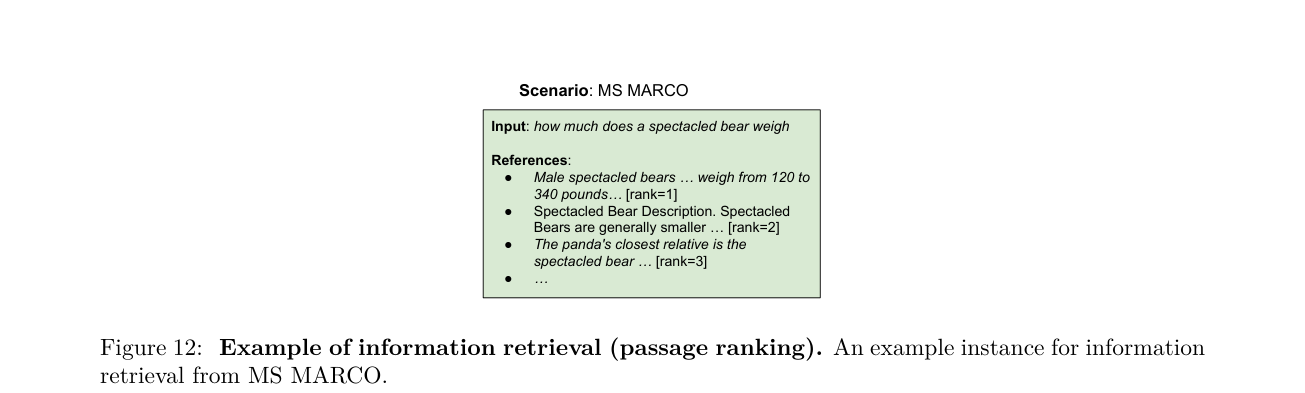 Scenario: MS MARCO
Input: how much does a spectacled bear weigh
References:
● Male spectacled bears … weigh from 120 to
340 pounds… [rank=1]
● Spectacled Bear Description. Spectacled
Bears are generally smaller … [rank=2]
● The panda's closest relative is the
spectacled bear … [rank=3]
● …
Figure 12: Example of information retrieval (passage ranking). An example instance for information
retrieval from MS MARCO.